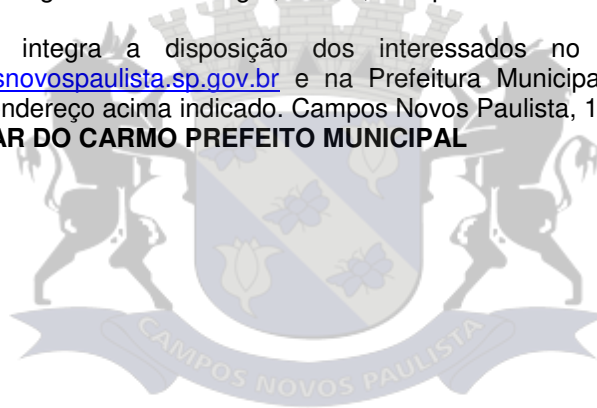 integra a disposição dos interessados no
snovospaulista.sp.gov.br e na Prefeitura Municipa
ndereço acima indicado. Campos Novos Paulista, 1
AR DO CARMO PREFEITO MUNICIPAL
CAMPOS NOVOS PAULISTA